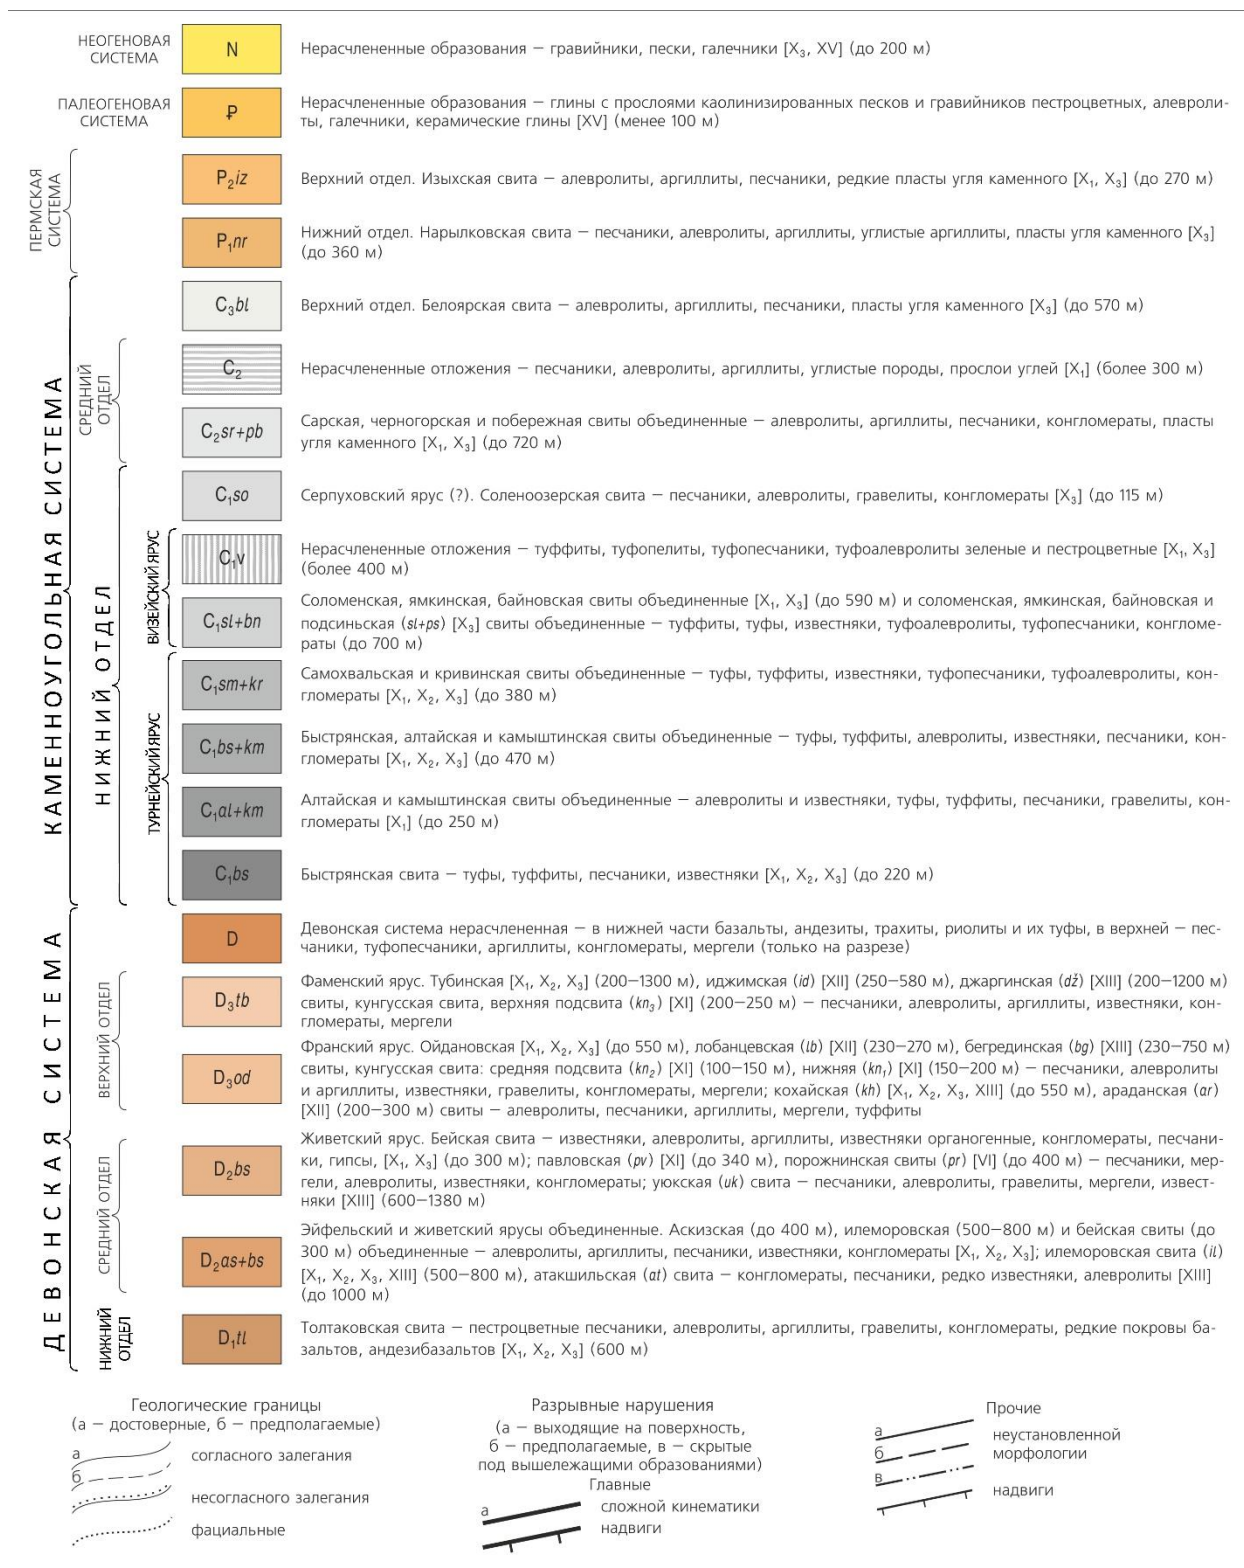 НЕОГЕНОВАЯ
СИСТЕМА
N
Нерасчлененные образования – гравийники, пески, галечники [X₃, XV] (до 200 м)
ПАЛЕОГЕНОВАЯ
СИСТЕМА
₽
Нерасчлененные образования – глины с прослоями каолинизированных песков и гравийников пестроцветных, алевроли-
ты, галечники, керамические глины [XV] (менее 100 м)
ПЕРМСКАЯ
СИСТЕМА
P₂iz
Верхний отдел. Изыхская свита – алевролиты, аргиллиты, песчаники, редкие пласты угля каменного [X₁, X₃] (до 270 м)
P₁nr
Нижний отдел. Нарылковская свита – песчаники, алевролиты, аргиллиты, углистые аргиллиты, пласты угля каменного [X₃]
(до 360 м)
КАМЕННОУГОЛЬНАЯ СИСТЕМА
C₃bl
Верхний отдел. Белоярская свита – алевролиты, аргиллиты, песчаники, пласты угля каменного [X₃] (до 570 м)
СРЕДНИЙ
ОТДЕЛ
C₂
Нерасчлененные отложения – песчаники, алевролиты, аргиллиты, углистые породы, прослои углей [X₁] (более 300 м)
C₂sr+pb
Сарская, черногорская и побережная свиты объединенные – алевролиты, аргиллиты, песчаники, конгломераты, пласты
угля каменного [X₁, X₃] (до 720 м)
НИЖНИЙ ОТДЕЛ
C₁so
Серпуховский ярус (?). Соленоозерская свита – песчаники, алевролиты, гравелиты, конгломераты [X₃] (до 115 м)
ВИЗЕЙСКИЙ ЯРУС
C₁v
Нерасчлененные отложения – туффиты, туфопелиты, туфопесчаники, туфоалевролиты зеленые и пестроцветные [X₁, X₃]
(более 400 м)
C₁sl+bn
Соломенская, ямкинская, байновская свиты объединенные [X₁, X₃] (до 590 м) и соломенская, ямкинская, байновская и
подсиньская (sl+ps) [X₃] свиты объединенные – туффиты, туфы, известняки, туфоалевролиты, туфопесчаники, конгломе-
раты (до 700 м)
ТУРНЕЙСКИЙ ЯРУС
C₁sm+kr
Самохвальская и кривинская свиты объединенные – туфы, туффиты, известняки, туфопесчаники, туфоалевролиты, кон-
гломераты [X₁, X₂, X₃] (до 380 м)
C₁bs+km
Быстрянская, алтайская и камыштинская свиты объединенные – туфы, туффиты, алевролиты, известняки, песчаники, кон-
гломераты [X₁, X₂, X₃] (до 470 м)
C₁al+km
Алтайская и камыштинская свиты объединенные – алевролиты и известняки, туфы, туффиты, песчаники, гравелиты, кон-
гломераты [X₁] (до 250 м)
C₁bs
Быстрянская свита – туфы, туффиты, песчаники, известняки [X₁, X₂, X₃] (до 220 м)
ДЕВОНСКАЯ СИСТЕМА
D
Девонская система нерасчлененная – в нижней части базальты, андезиты, трахиты, риолиты и их туфы, в верхней – пес-
чаники, туфопесчаники, аргиллиты, конгломераты, мергели (только на разрезе)
ВЕРХНИЙ ОТДЕЛ
D₃tb
Фаменский ярус. Тубинская [X₁, X₂, X₃] (200–1300 м), иджимская (id) [XII] (250–580 м), джаргинская (dž) [XIII] (200–1200 м)
свиты, кунгусская свита, верхняя подсвита (kn₃) [XI] (200–250 м) – песчаники, алевролиты, аргиллиты, известняки, кон-
гломераты, мергели
D₃od
Франский ярус. Ойдановская [X₁, X₂, X₃] (до 550 м), лобанцевская (lb) [XII] (230–270 м), бегрединская (bg) [XIII] (230–750 м)
свиты, кунгусская свита: средняя подсвита (kn₂) [XI] (100–150 м), нижняя (kn₁) [XI] (150–200 м) – песчаники, алевролиты
и аргиллиты, известняки, гравелиты, конгломераты, мергели; кохайская (kh) [X₁, X₂, X₃, XIII] (до 550 м), араданская (ar)
[XII] (200–300 м) свиты – алевролиты, песчаники, аргиллиты, мергели, туффиты
СРЕДНИЙ ОТДЕЛ
D₂bs
Живетский ярус. Бейская свита – известняки, алевролиты, аргиллиты, известняки органогенные, конгломераты, песчани-
ки, гипсы, [X₁, X₃] (до 300 м); павловская (pv) [XI] (до 340 м), порожнинская свиты (pr) [VI] (до 400 м) – песчаники, мер-
гели, алевролиты, известняки, конгломераты; уюкская (uk) свита – песчаники, алевролиты, гравелиты, мергели, извест-
няки [XIII] (600–1380 м)
D₂as+bs
Эйфельский и живетский ярусы объединенные. Аскизская (до 400 м), илеморовская (500–800 м) и бейская свиты (до
300 м) объединенные – алевролиты, аргиллиты, песчаники, известняки, конгломераты [X₁, X₂, X₃]; илеморовская свита (il)
[X₁, X₂, X₃, XIII] (500–800 м), атакшильская (at) свита – конгломераты, песчаники, редко известняки, алевролиты [XIII]
(до 1000 м)
НИЖНИЙ
ОТДЕЛ
D₁tl
Толтаковская свита – пестроцветные песчаники, алевролиты, аргиллиты, гравелиты, конгломераты, редкие покровы ба-
зальтов, андезибазальтов [X₁, X₂, X₃] (600 м)
Геологические границы
(а – достоверные, б – предполагаемые)
а
б
согласного залегания
несогласного залегания
фациальные
Разрывные нарушения
(а – выходящие на поверхность,
б – предполагаемые, в – скрытые
под вышележащими образованиями)
Главные
а
сложной кинематики
надвиги
Прочие
а
б
в
неустановленной
морфологии
надвиги